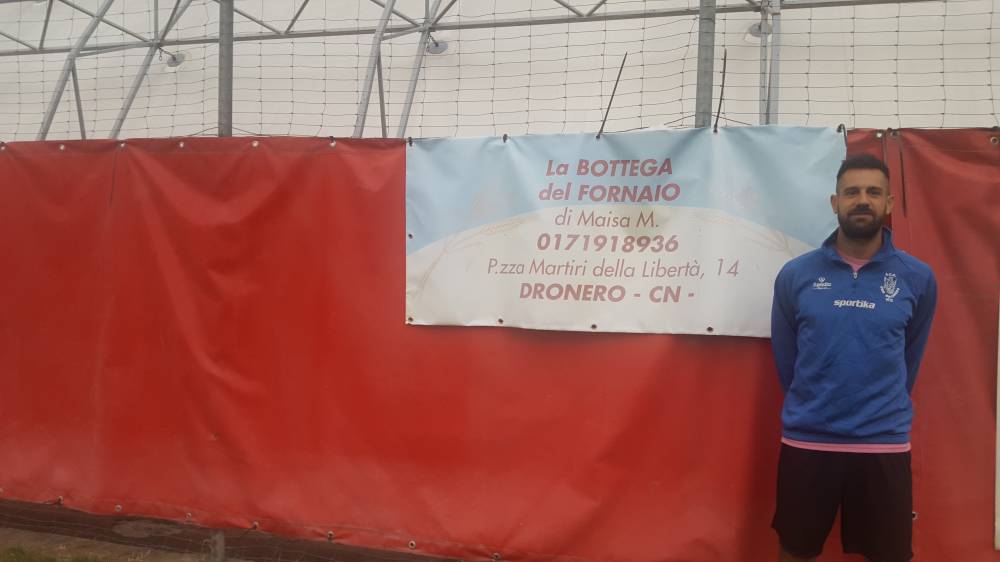 La BOTTEGA
del FORNAIO
di Maisa M.
0171918936
P.zza Martiri della Libertà, 14
DRONERO - CN -
sportika